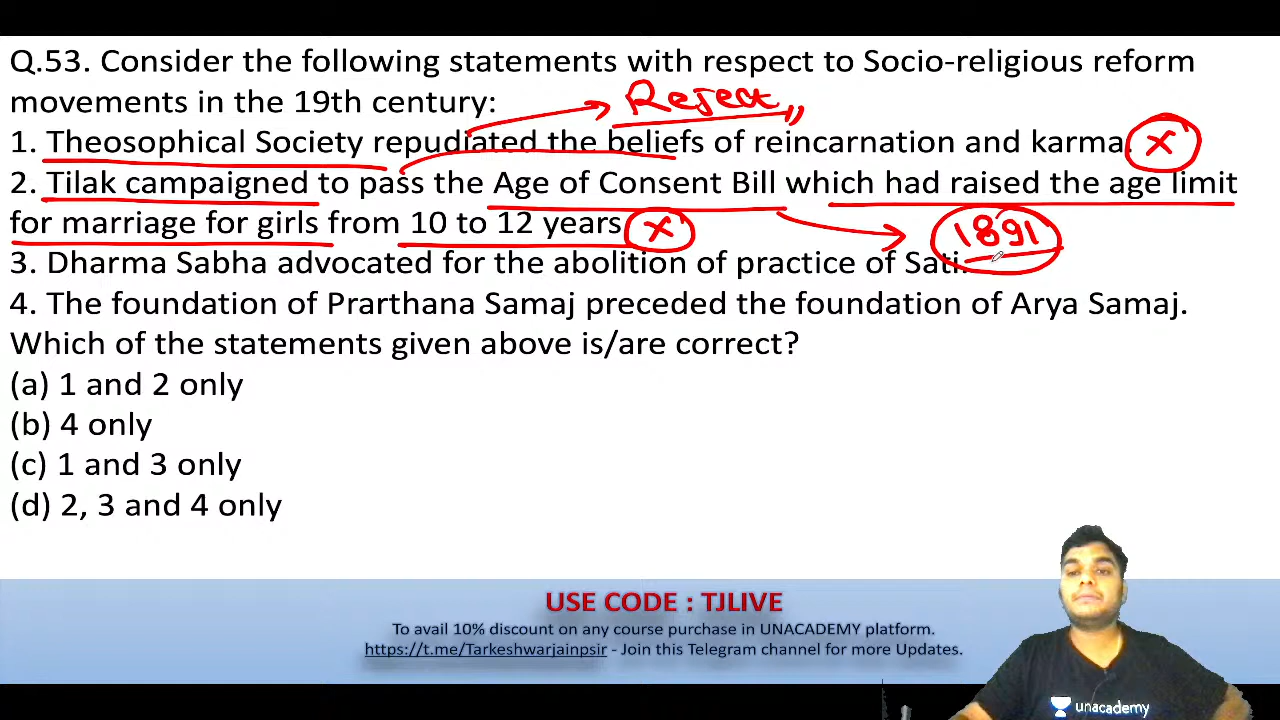 Q.53. Consider the following statements with respect to Socio-religious reform
movements in the 19th century:
Reject
1. Theosophical Society repudiated the beliefs of reincarnation and karma. X
2. Tilak campaigned to pass the Age of Consent Bill which had raised the age limit
for marriage for girls from 10 to 12 years X 1891
3. Dharma Sabha advocated for the abolition of practice of Sati.
4. The foundation of Prarthana Samaj preceded the foundation of Arya Samaj.
Which of the statements given above is/are correct?
(a) 1 and 2 only
(b) 4 only
(c) 1 and 3 only
(d) 2, 3 and 4 only
USE CODE : TJLIVE
To avail 10% discount on any course purchase in UNACADEMY platform.
https://t.me/Tarkeshwarjainpsir - Join this Telegram channel for more Updates.
unacademy